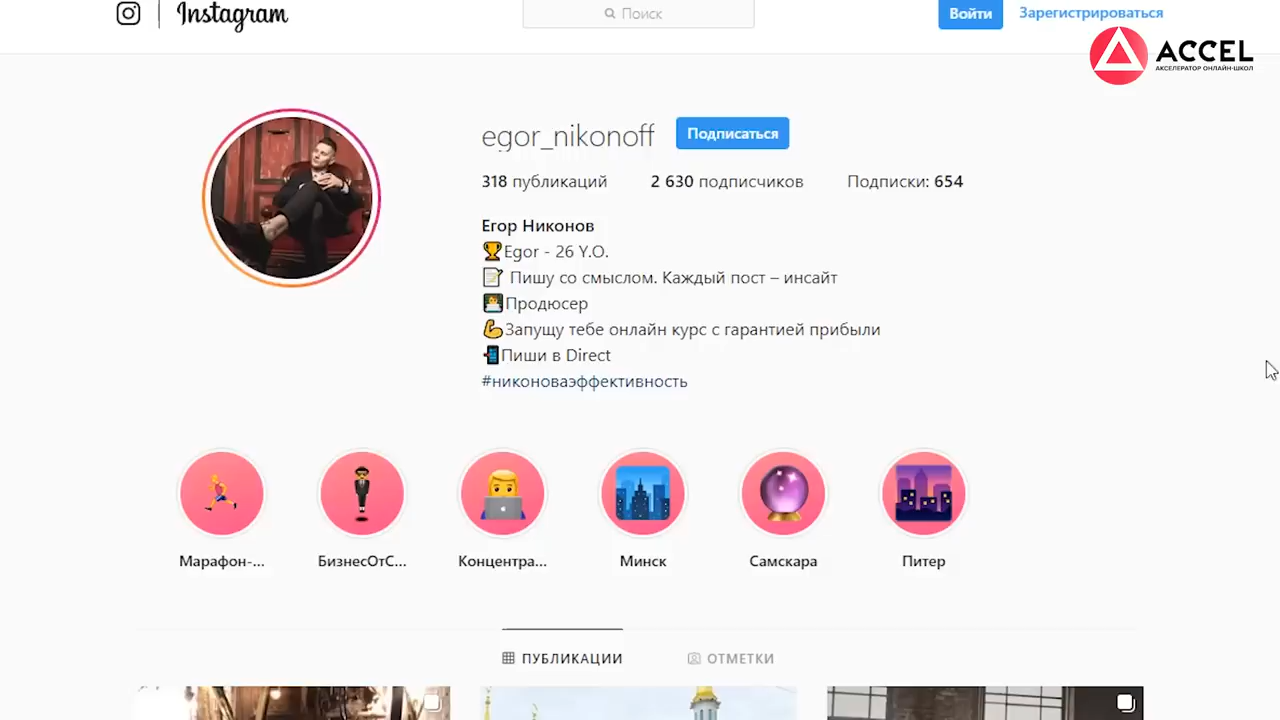 Instagram
Поиск
Войти
Зарегистрироваться
ACCEL
АКСЕЛЕРАТОР ОНЛАЙН-ШКОЛ
egor_nikonoff
Подписаться
318 публикаций
2 630 подписчиков
Подписки: 654
Егор Никонов
Egor - 26 Y.O.
Пишу со смыслом. Каждый пост – инсайт
Продюсер
Запущу тебе онлайн курс с гарантией прибыли
Пиши в Direct
#никоноваэффективность
Марафон-...
БизнесОтС...
Концентра...
Минск
Самскара
Питер
ПУБЛИКАЦИИ
ОТМЕТКИ